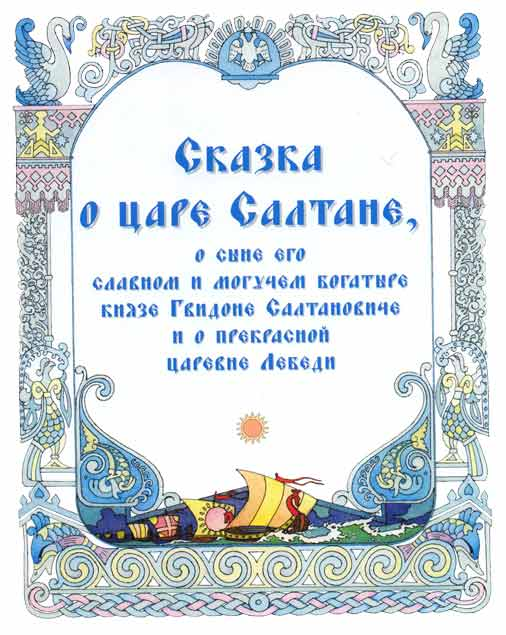 Сказка
о царе Салтане,
о сыне его
славном и могучем богатыре
князе Гвидоне Салтановиче
и о прекрасной
царевне Лебеди